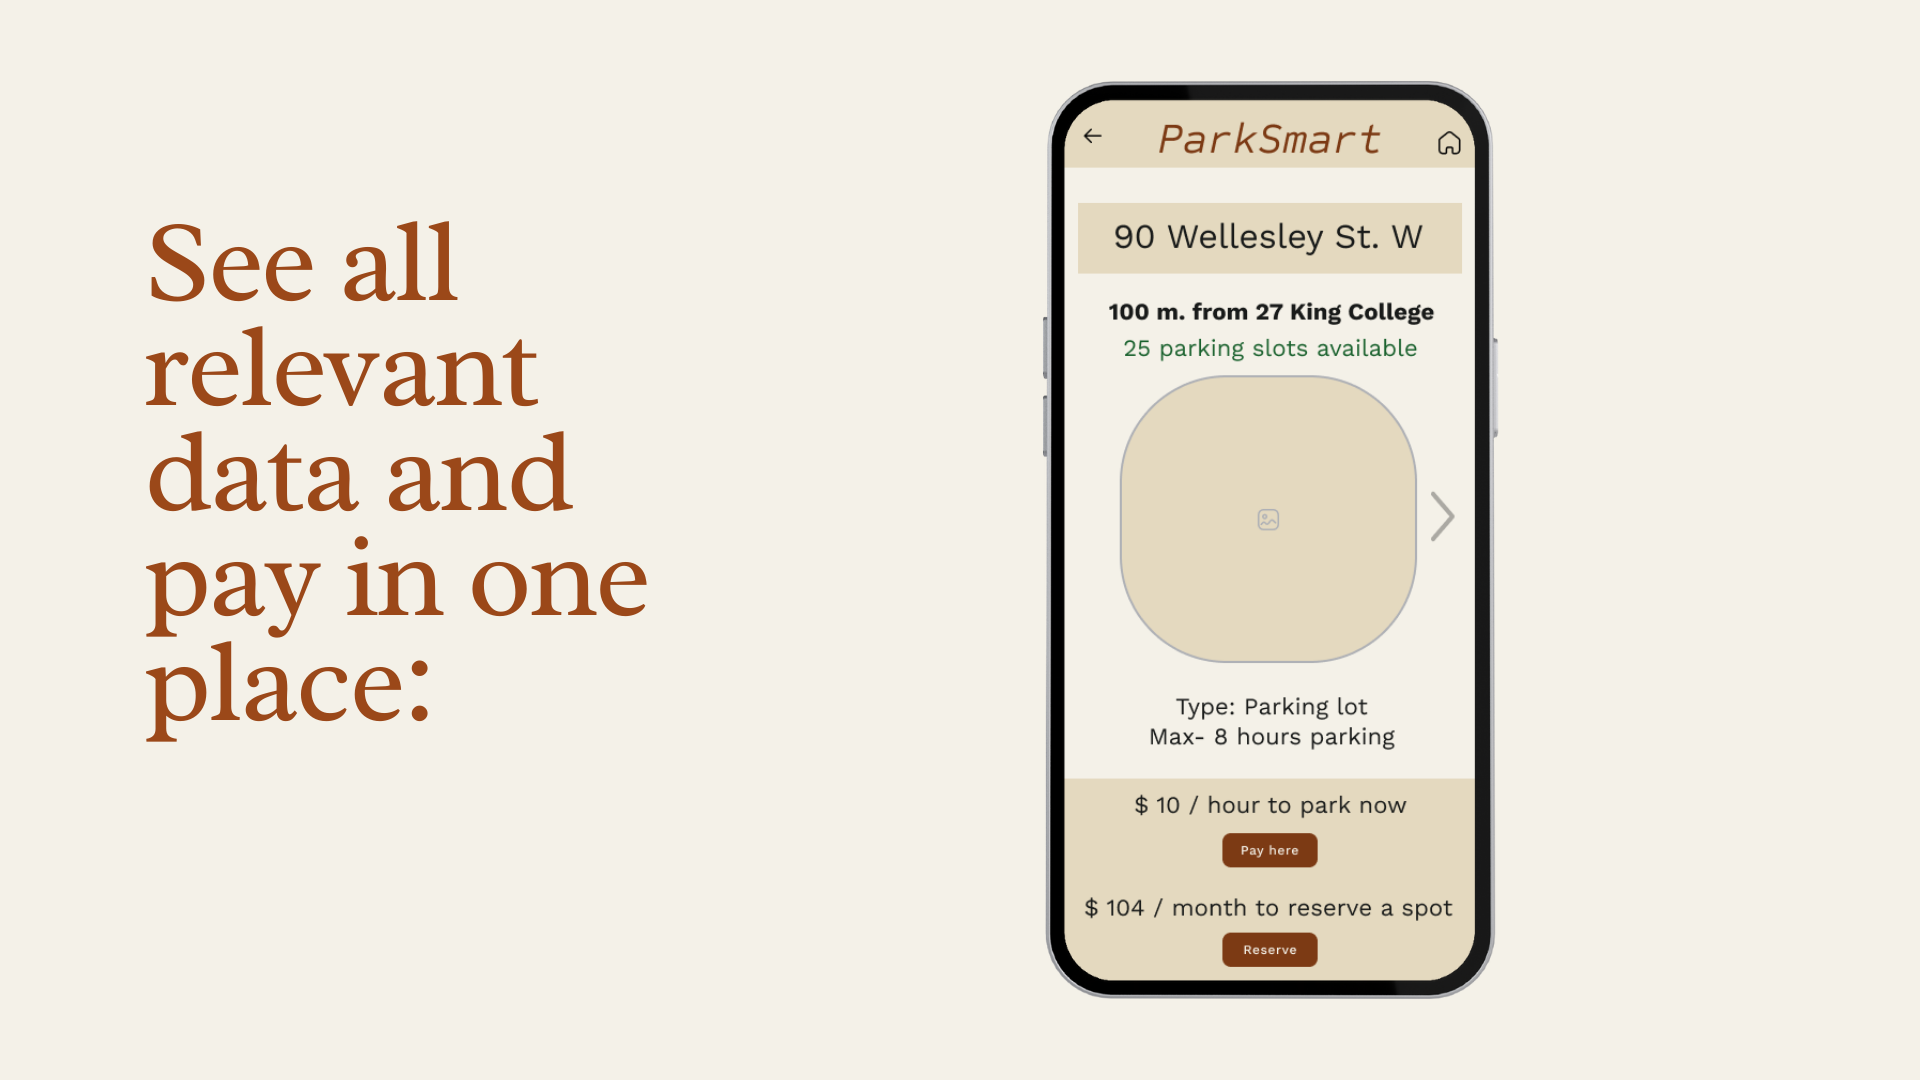 See all
relevant
data and
pay in one
place:
ParkSmart
90 Wellesley St. W
100 m. from 27 King College
25 parking slots available
Type: Parking lot
Max- 8 hours parking
$ 10 / hour to park now
Pay here
$ 104 / month to reserve a spot
Reserve